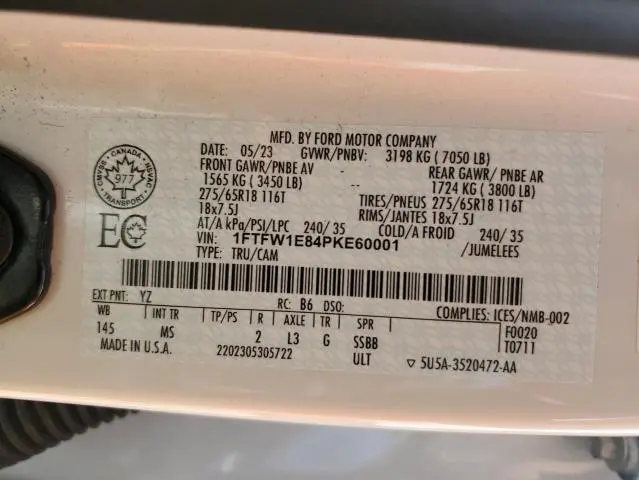 MFD. BY FORD MOTOR COMPANY
DATE: 05/23 GVWR/PNBV: 3198 KG ( 7050 LB)
FRONT GAWR/PNBE AV REAR GAWR/ PNBE AR
1565 KG ( 3450 LB) -- 1724 KG ( 3800 LB)
275/65R18 116T TIRES/PNEUS 275/65R18 116T
18x7.5J RIMS/JANTES 18x7.5J
AT/A kPa/PSI/LPC 240/ 35 COLD/A FROID 240/ 35
VIN: 1FTFW1E84PKE60001 /JUMELEES
TYPE: TRU/CAM
CANADA
CMVSS NSVAC
977
TRANSPORT
EC
EXT PNT: YZ RC: B6 DSO: COMPLIES: ICES/NMB-002
WB INT TR TP/PS R AXLE TR SPR F0020
145 MS 2 L3 G SSBB T0711
MADE IN U.S.A. 2202305305722 ULT ▽ 5U5A-3520472-AA